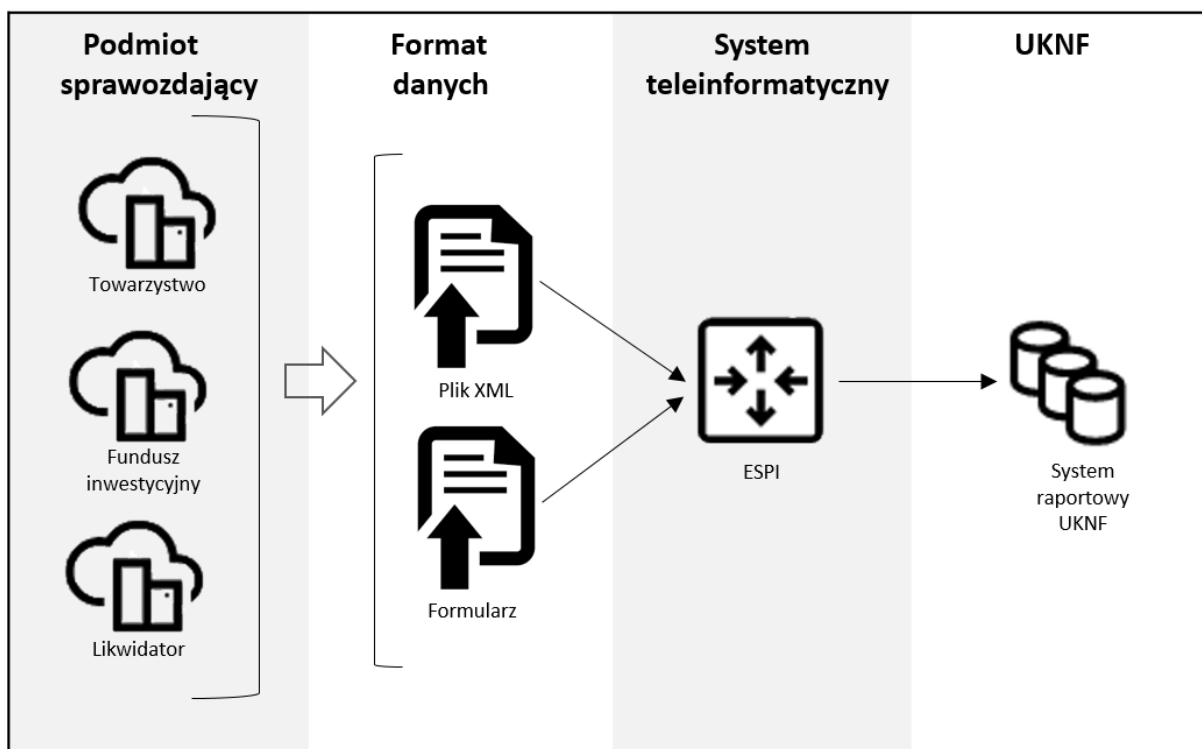 Podmiot
sprawozdający
Format
danych
System
teleinformatyczny
UKNF
Towarzystwo
Fundusz
inwestycyjny
Likwidator
Plik XML
Formularz
ESPI
System
raportowy
UKNF